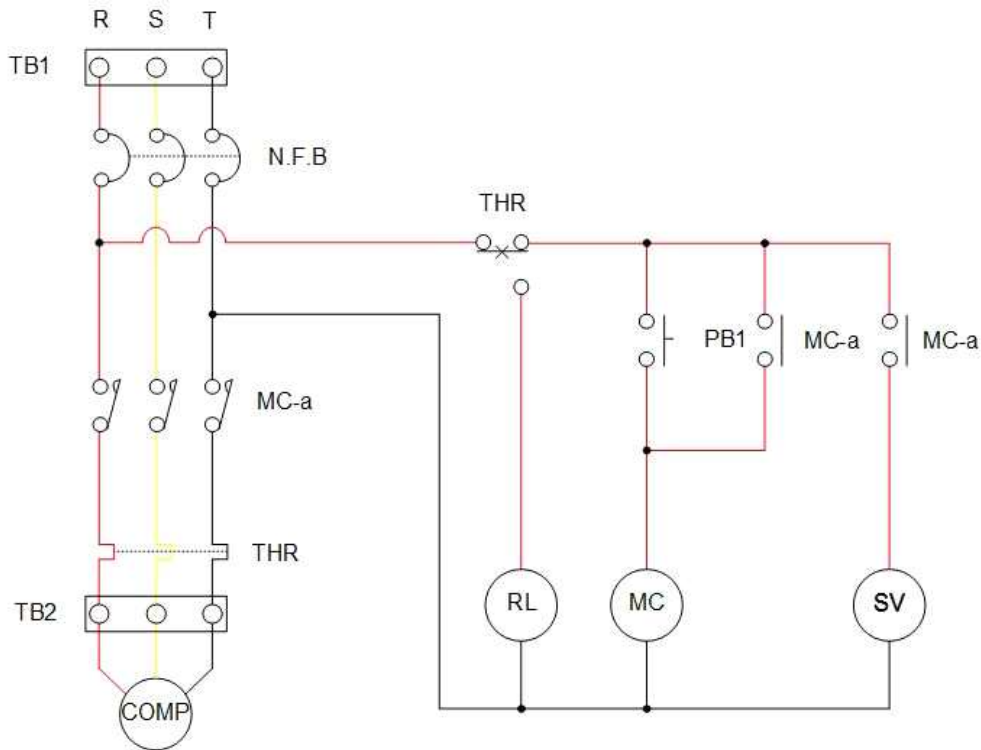 R S T
TB1
N.F.B
THR
PB1 MC-a MC-a
MC-a
THR
RL MC SV
TB2
COMP